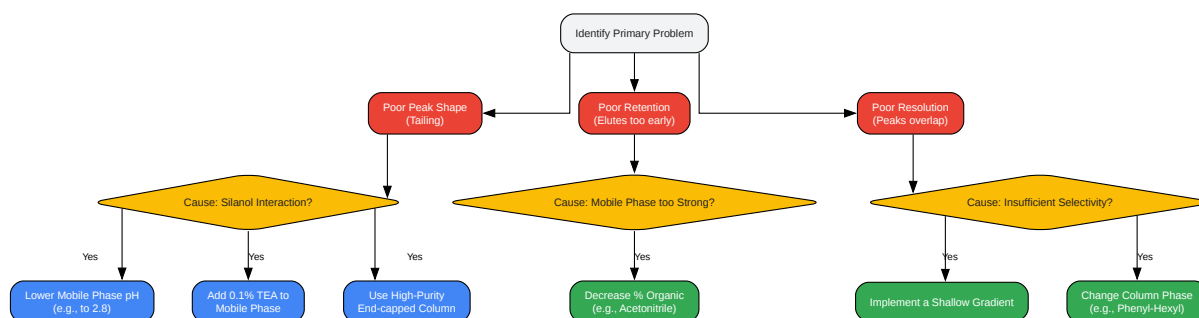 Identify Primary Problem
Poor Peak Shape
(Tailing)
Poor Retention
(Elutes too early)
Poor Resolution
(Peaks overlap)
Cause: Silanol Interaction?
Cause: Mobile Phase too Strong?
Cause: Insufficient Selectivity?
Yes
Yes
Yes
Yes
Yes
Yes
Lower Mobile Phase pH
(e.g., to 2.8)
Add 0.1% TEA to
Mobile Phase
Use High-Purity
End-capped Column
Decrease % Organic
(e.g., Acetonitrile)
Implement a Shallow Gradient
Change Column Phase
(e.g., Phenyl-Hexyl)